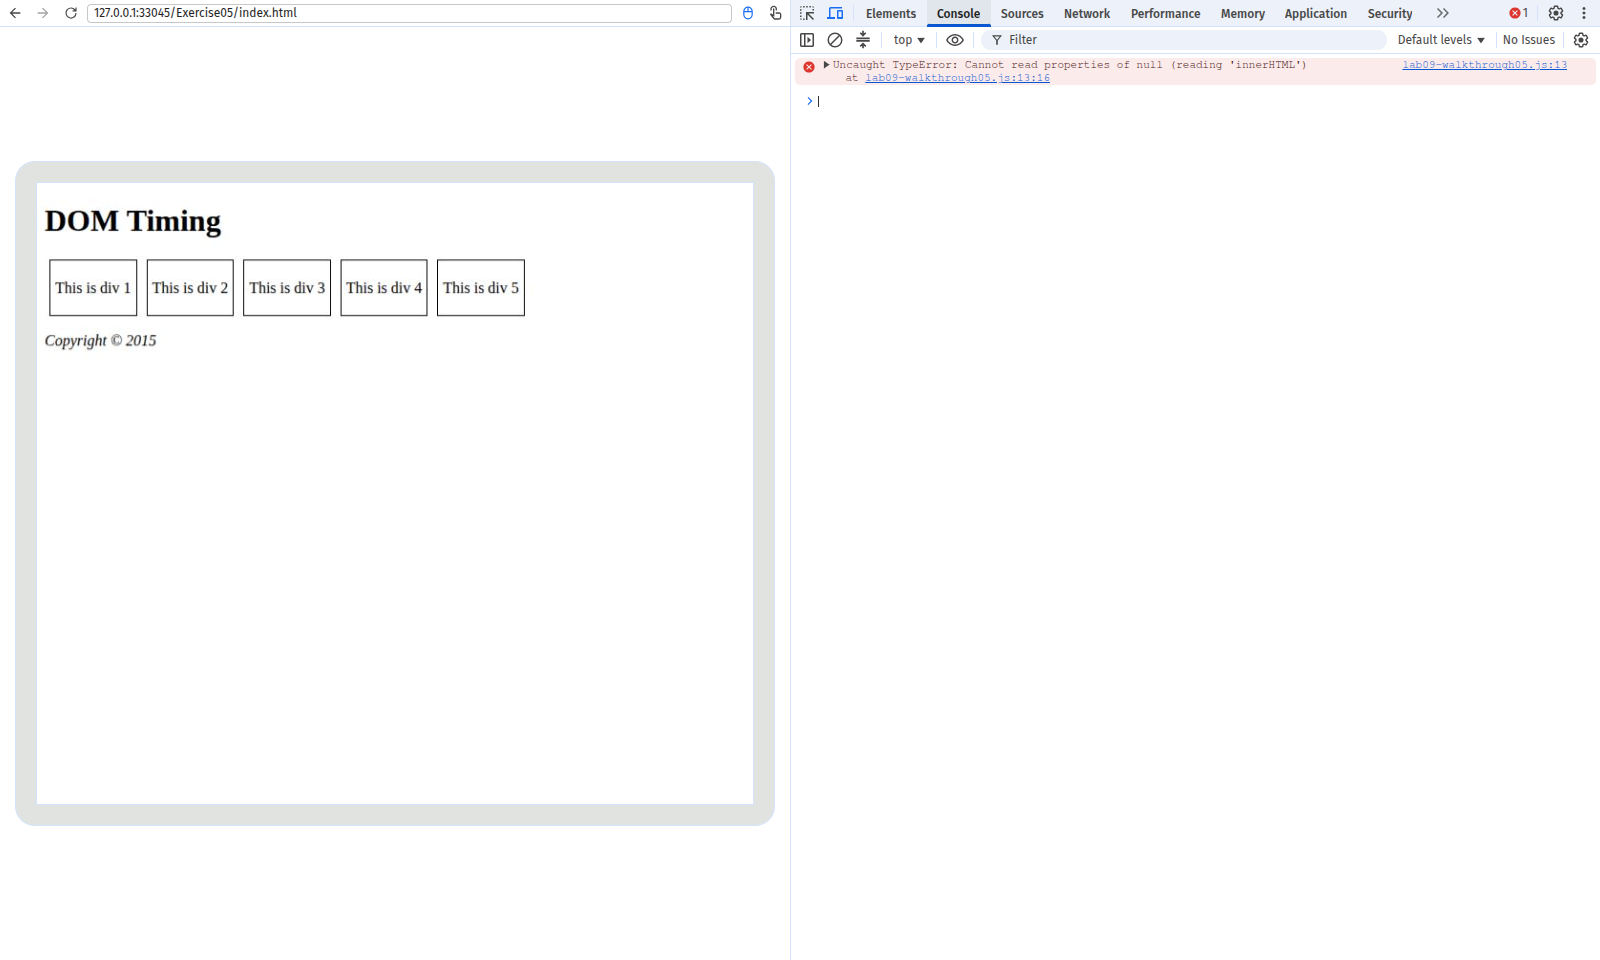 127.0.0.1:33045/Exercise05/index.html
DOM Timing
This is div 1 This is div 2 This is div 3 This is div 4 This is div 5
Copyright © 2015
Elements Console Sources Network Performance Memory Application Security 1
top Filter Default levels No Issues
Uncaught TypeError: Cannot read properties of null (reading 'innerHTML') lab09-walkthrough05.js:13
at lab09-walkthrough05.js:13:16